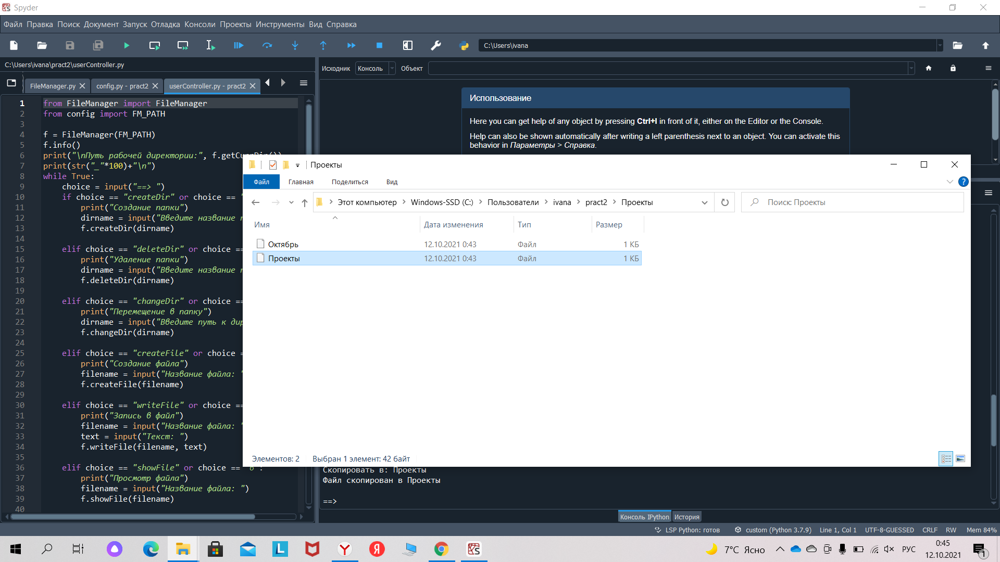 Spyder
Файл Правка Поиск Документ Запуск Отладка Консоли Проекты Инструменты Вид Справка
C:\Users\ivana
C:\Users\ivana\pract2\userController.py
FileManager.py
config.py - pract2
userController.py - pract2
1 from FileManager import FileManager
2 from config import FM_PATH
3
4 f = FileManager(FM_PATH)
5 f.info()
6 print("\nПуть рабочей директории:", f.getCurrDir())
7 print(str("_"*100)+"\n")
8 while True:
9 choice = input("==> ")
10 if choice == "createDir" or choice == "
11 print("Создание папки")
12 dirname = input("Введите название
13 f.createDir(dirname)
14
15 elif choice == "deleteDir" or choice ==
16 print("Удаление папки")
17 dirname = input("Введите название
18 f.deleteDir(dirname)
19
20 elif choice == "changeDir" or choice ==
21 print("Перемещение в папку")
22 dirname = input("Введите путь к дир
23 f.changeDir(dirname)
24
25 elif choice == "createFile" or choice =
26 print("Создание файла")
27 filename = input("Название файла: "
28 f.createFile(filename)
29
30 elif choice == "writeFile" or choice ==
31 print("Запись в файл")
32 filename = input("Название файла: "
33 text = input("Текст: ")
34 f.writeFile(filename, text)
35
36 elif choice == "showFile" or choice == "6":
37 print("Просмотр файла")
38 filename = input("Название файла: ")
39 f.showFile(filename)
40
Исходник Консоль Объект
Использование
Here you can get help of any object by pressing Ctrl+I in front of it, either on the Editor or the Console.
Help can also be shown automatically after writing a left parenthesis next to an object. You can activate this
behavior in Параметры > Справка.
Проекты
Файл Главная Поделиться Вид
Этот компьютер > Windows-SSD (C:) > Пользователи > ivana > pract2 > Проекты
Поиск: Проекты
Имя Дата изменения Тип Размер
Октябрь 12.10.2021 0:43 Файл 1 КБ
Проекты 12.10.2021 0:43 Файл 1 КБ
Элементов: 2 Выбран 1 элемент: 42 байт
Скопировать в: Проекты
Файл скопирован в Проекты
==>
Консоль IPython История
LSP Python: готов custom (Python 3.7.9) Line 1, Col 1 UTF-8-GUESSED CRLF RW Mem 84%
7°C Ясно
РУС
0:45
12.10.2021
1